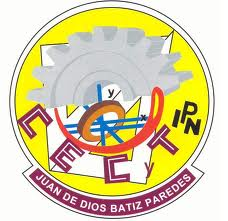 y
x
IPN
CECyT
JUAN DE DIOS BATIZ PAREDES